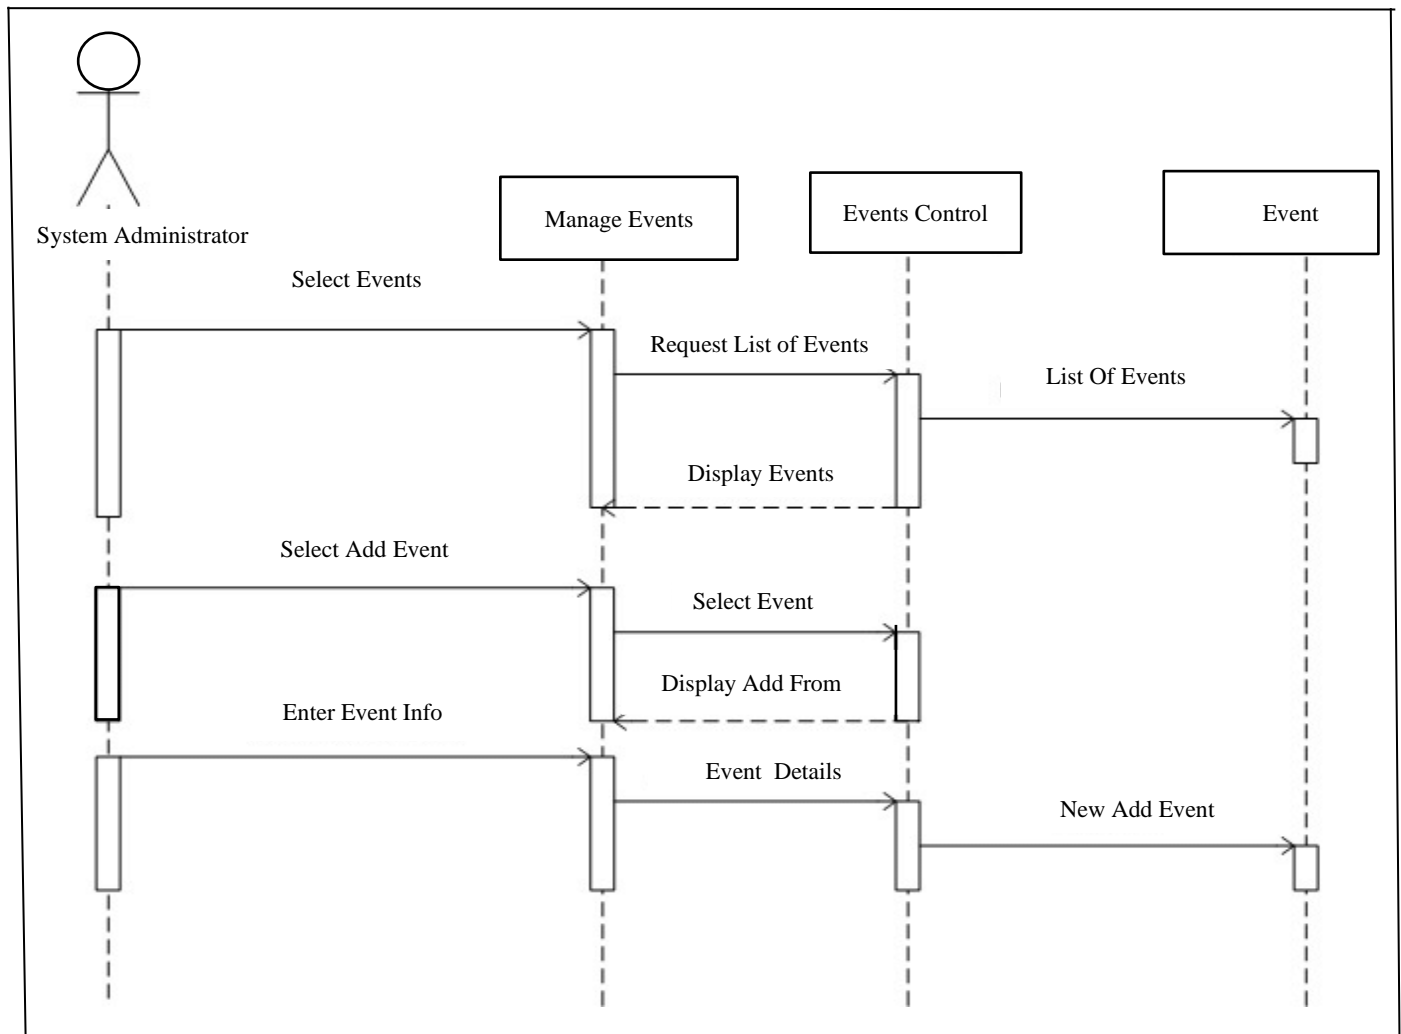 System Administrator
Manage Events
Events Control
Event
Select Events
Request List of Events
List Of Events
Display Events
Select Add Event
Select Event
Display Add From
Enter Event Info
Event Details
New Add Event